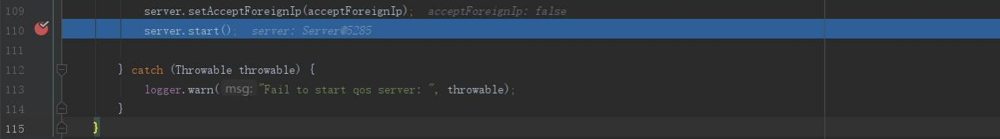 109 server.setAcceptForeignIp(acceptForeignIp); acceptForeignIp: false
110 server.start(); server: Server@5285
111
112 } catch (Throwable throwable) {
113 logger.warn( msg: "Fail to start qos server: ", throwable);
114 }
115 }